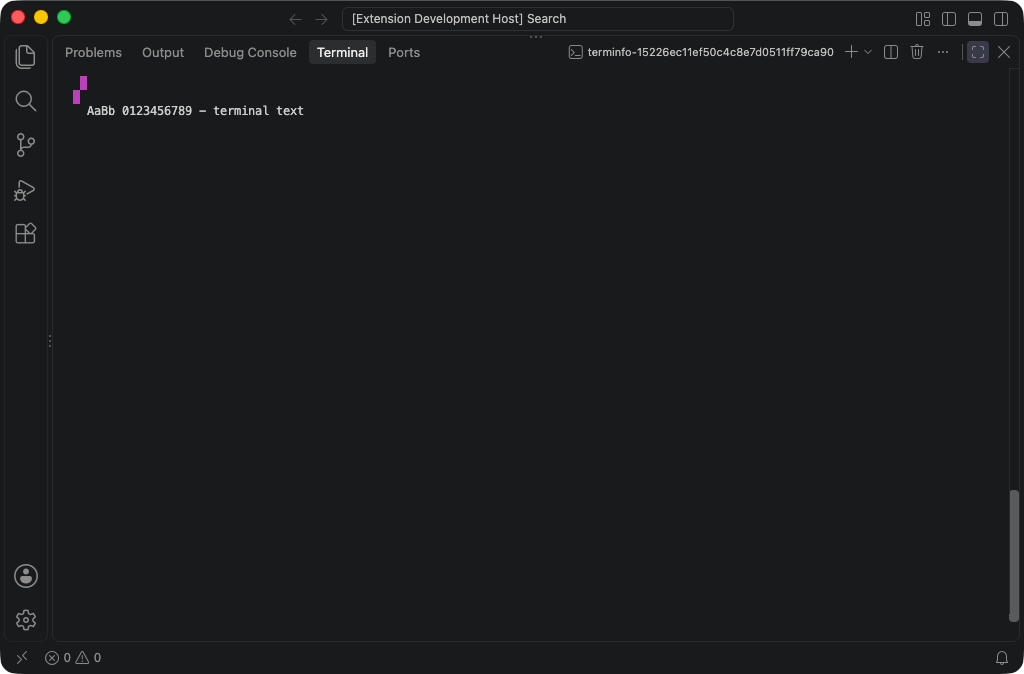 [Extension Development Host] Search
Problems Output Debug Console Terminal Ports terminfo-15226ec11ef50c4c8e7d0511ff79ca90
AaBb 0123456789 — terminal text
0 0